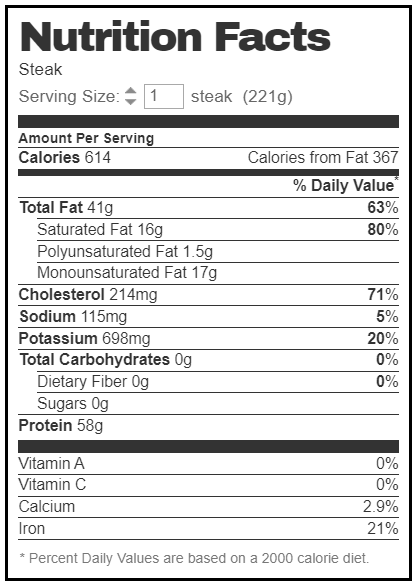 Nutrition Facts
Steak
Serving Size: 1 steak (221g)
Amount Per Serving
Calories 614 Calories from Fat 367
% Daily Value*
Total Fat 41g 63%
Saturated Fat 16g 80%
Polyunsaturated Fat 1.5g
Monounsaturated Fat 17g
Cholesterol 214mg 71%
Sodium 115mg 5%
Potassium 698mg 20%
Total Carbohydrates 0g 0%
Dietary Fiber 0g 0%
Sugars 0g
Protein 58g
Vitamin A 0%
Vitamin C 0%
Calcium 2.9%
Iron 21%
* Percent Daily Values are based on a 2000 calorie diet.